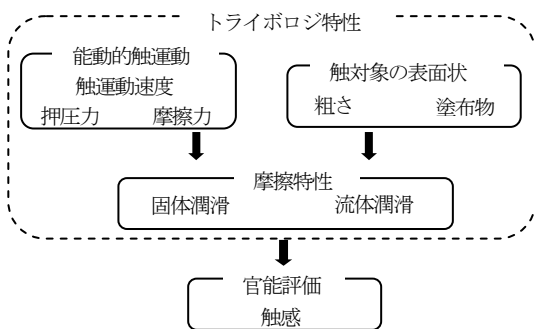 トライボロジ特性
能動的触運動
触運動速度
押圧力 摩擦力
触対象の表面状
粗さ 塗布物
摩擦特性
固体潤滑 流体潤滑
官能評価
触感